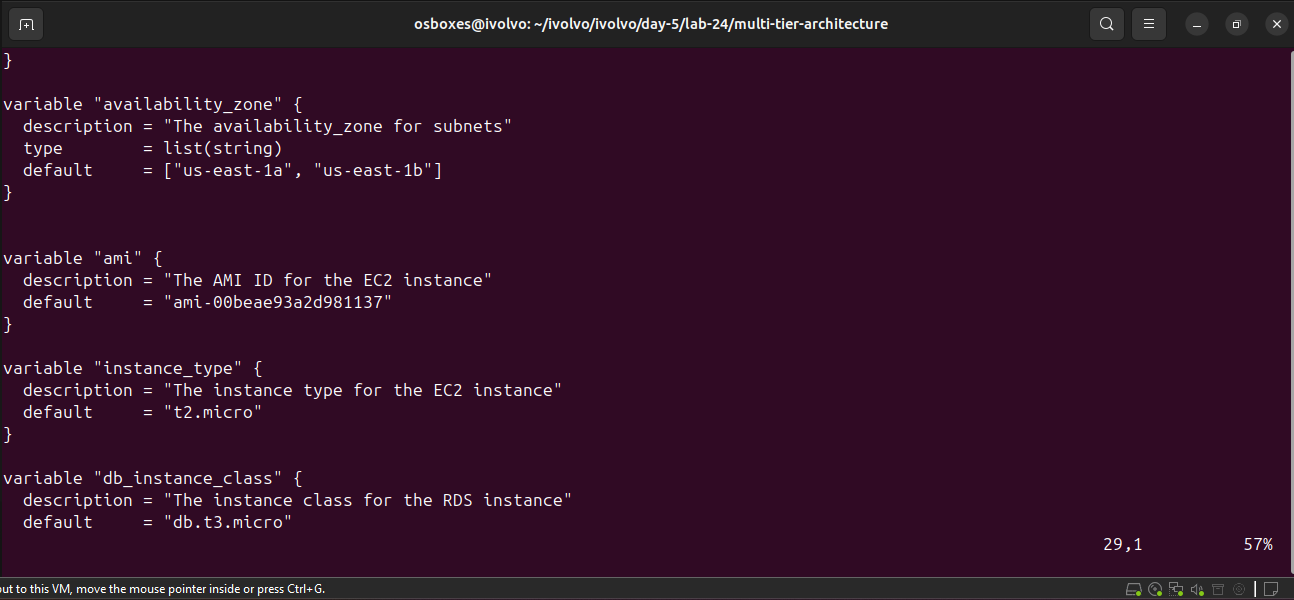 osboxes@ivolvo: ~/ivolvo/ivolvo/day-5/lab-24/multi-tier-architecture
}
variable "availability_zone" {
  description = "The availability_zone for subnets"
  type        = list(string)
  default     = ["us-east-1a", "us-east-1b"]
}
variable "ami" {
  description = "The AMI ID for the EC2 instance"
  default     = "ami-00beae93a2d981137"
}
variable "instance_type" {
  description = "The instance type for the EC2 instance"
  default     = "t2.micro"
}
variable "db_instance_class" {
  description = "The instance class for the RDS instance"
  default     = "db.t3.micro"
29,1 57%
out to this VM, move the mouse pointer inside or press Ctrl+G.